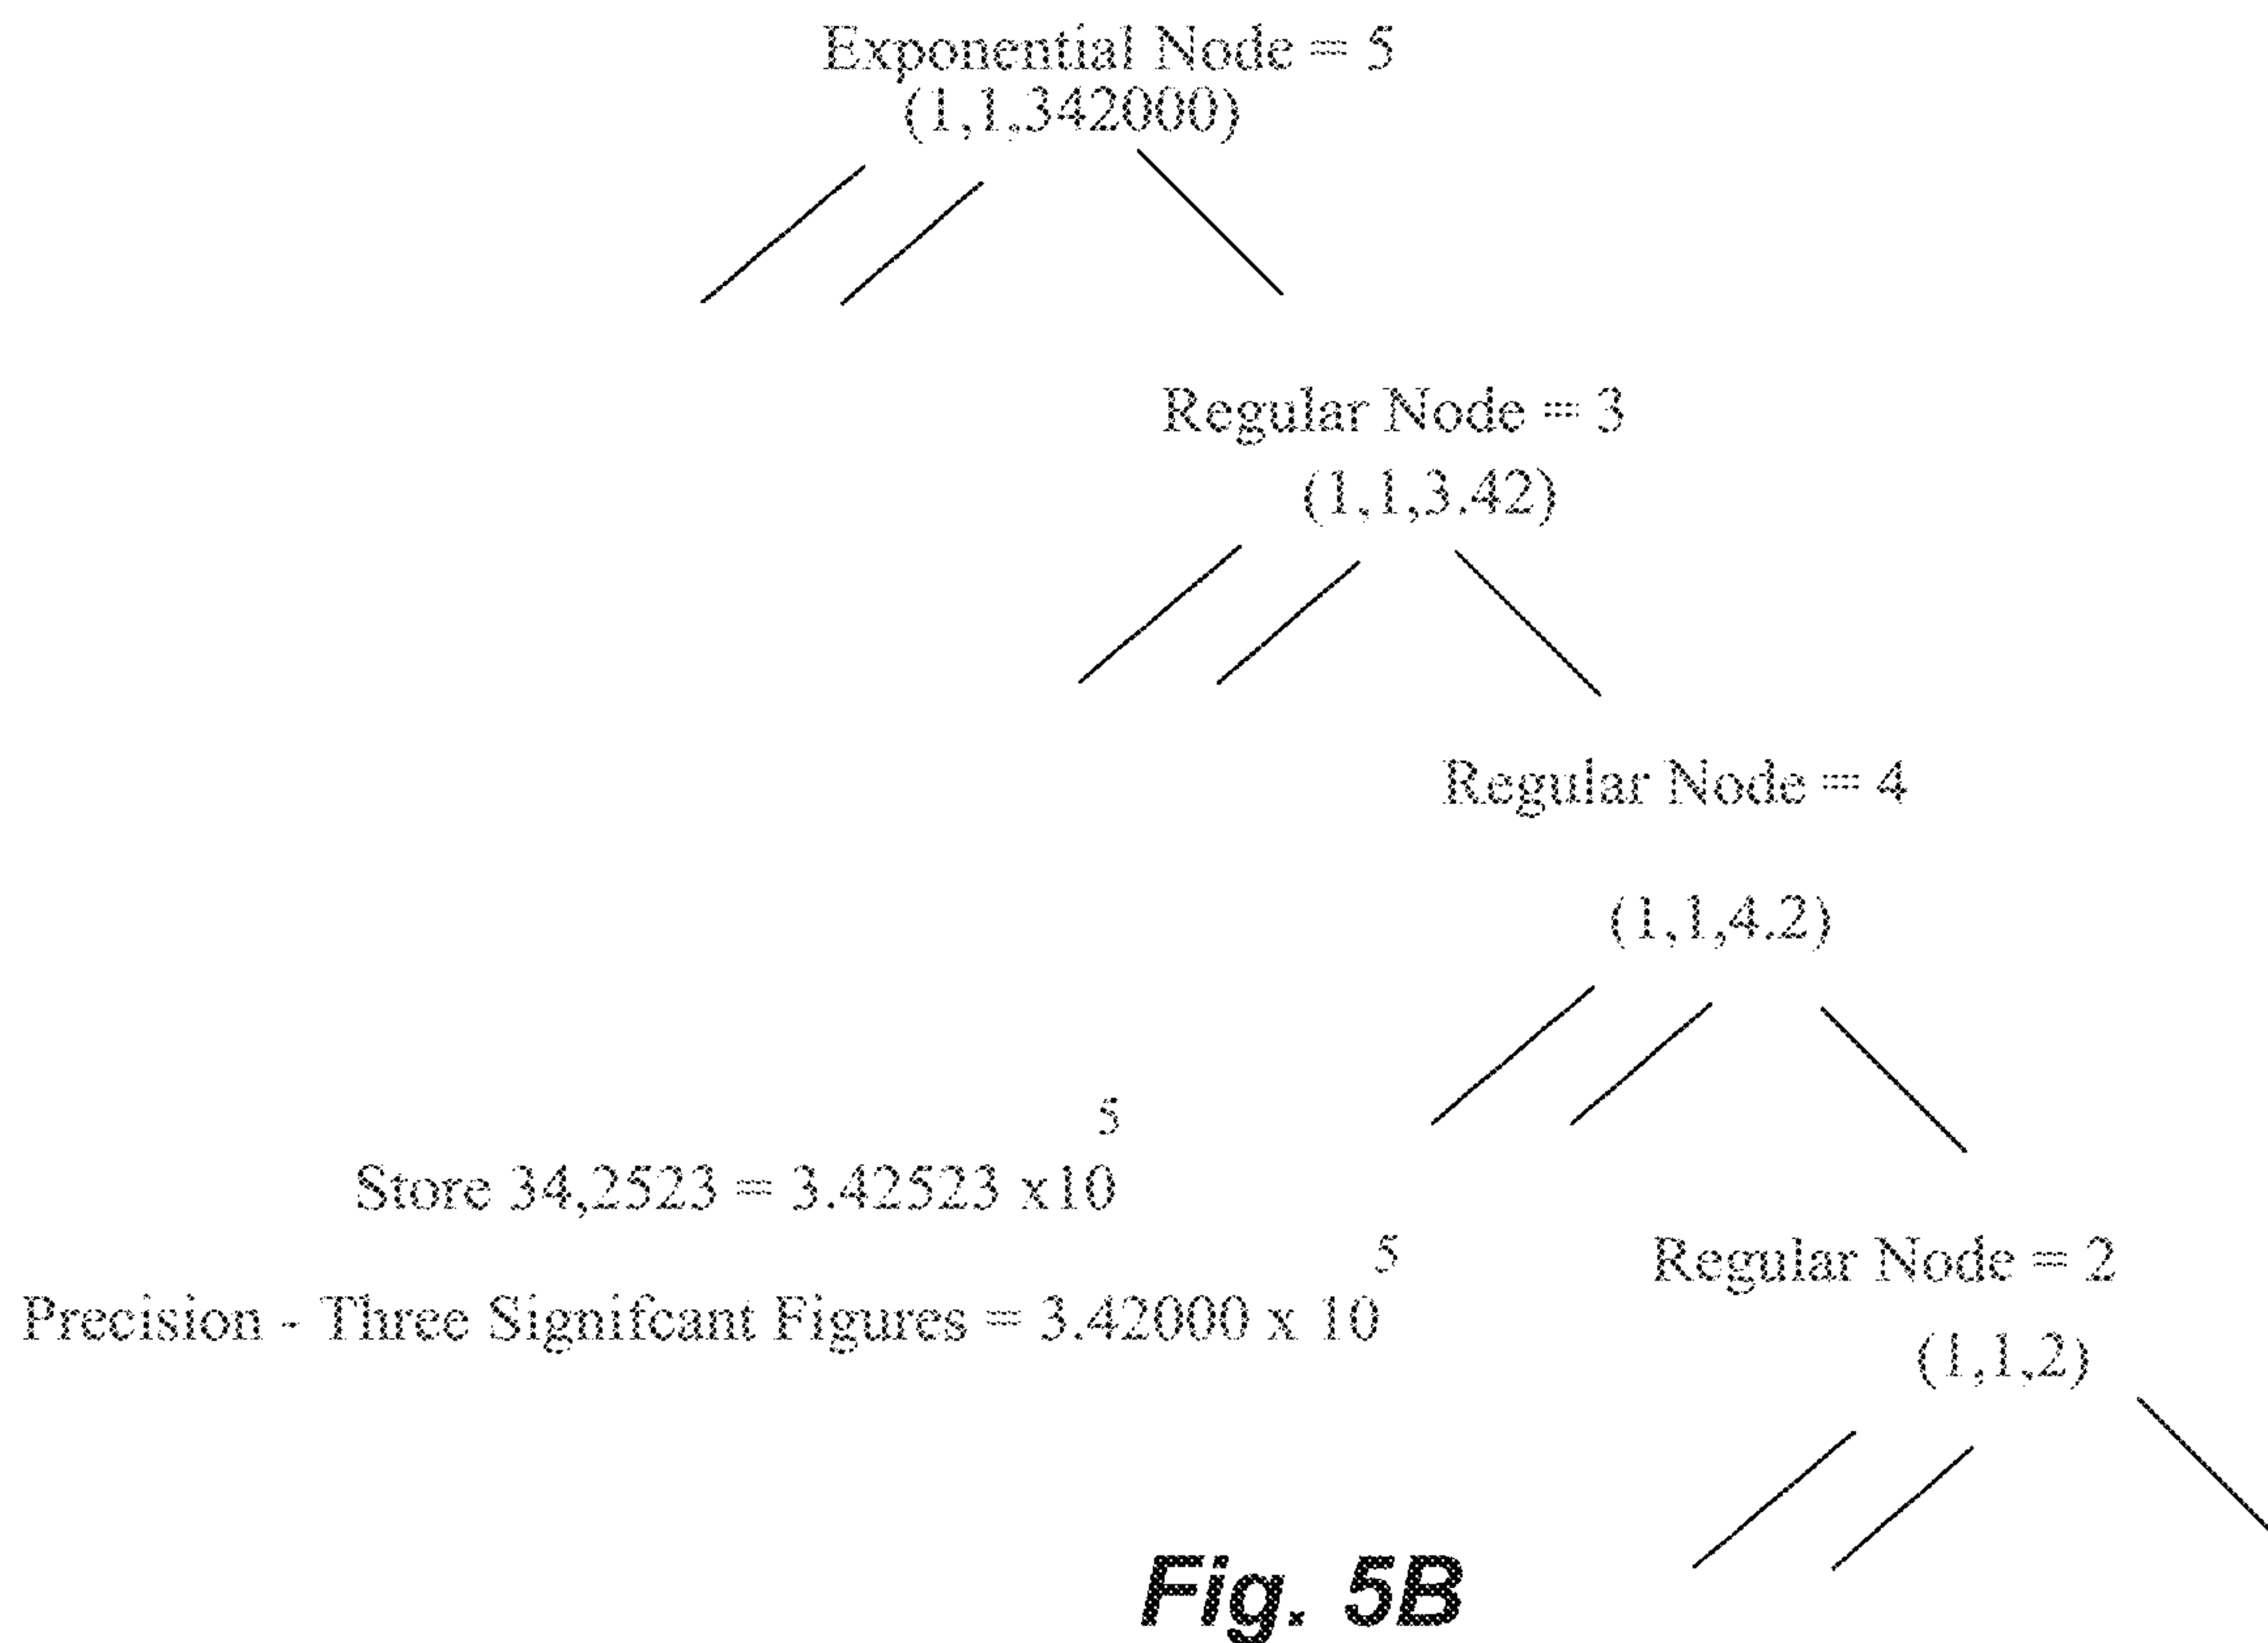 Exponential Node = 5
(1,1,342000)
Regular Node = 3
(1,1,3.42)
Regular Node = 4
(1,1,4.2)
5
Store 34,2523 = 3.42523 x10
5
Precision - Three Signifcant Figures = 3.42000 x 10
Regular Node = 2
(1,1,2)
Fig. 5B